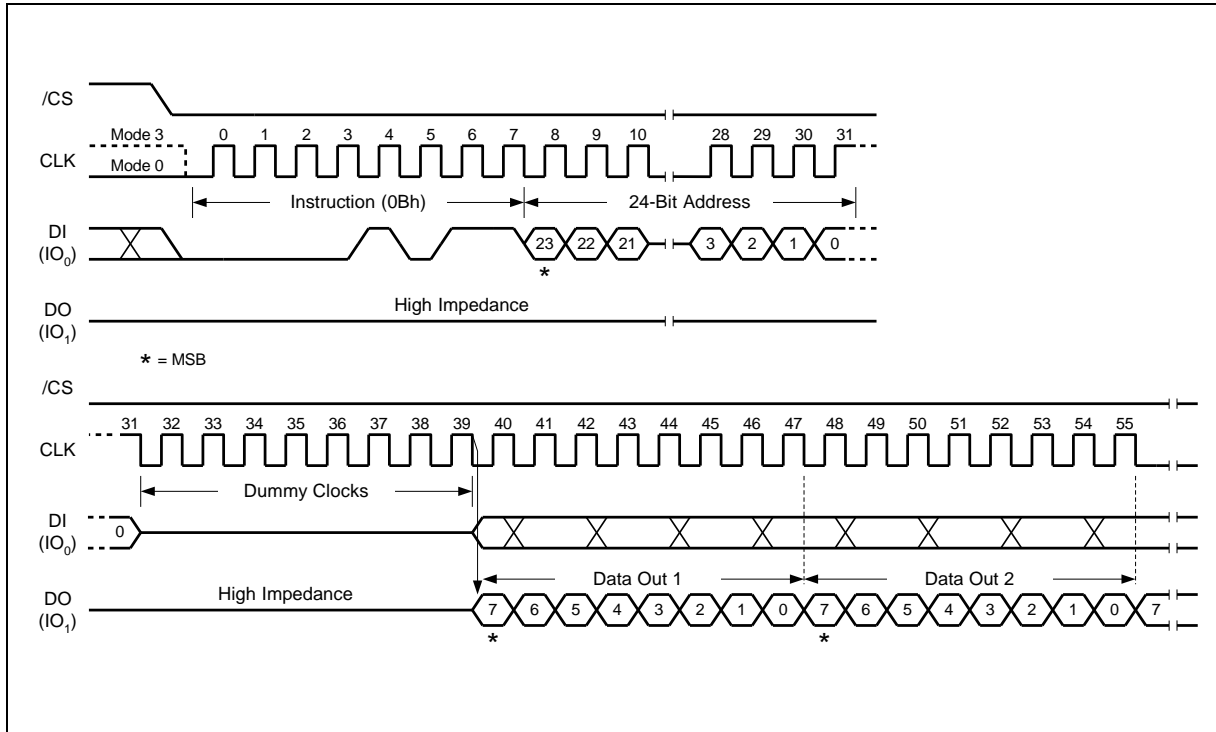 /CS
Mode 3 0 1 2 3 4 5 6 7 8 9 10 28 29 30 31
CLK
Mode 0
Instruction (0Bh) 24-Bit Address
DI
(IO0) 23 22 21 3 2 1 0
*
DO High Impedance
(IO1)
* = MSB
/CS
31 32 33 34 35 36 37 38 39 40 41 42 43 44 45 46 47 48 49 50 51 52 53 54 55
CLK
Dummy Clocks
DI
(IO0) 0
Data Out 1 Data Out 2
DO High Impedance
(IO1) 7 6 5 4 3 2 1 0 7 6 5 4 3 2 1 0 7
* *